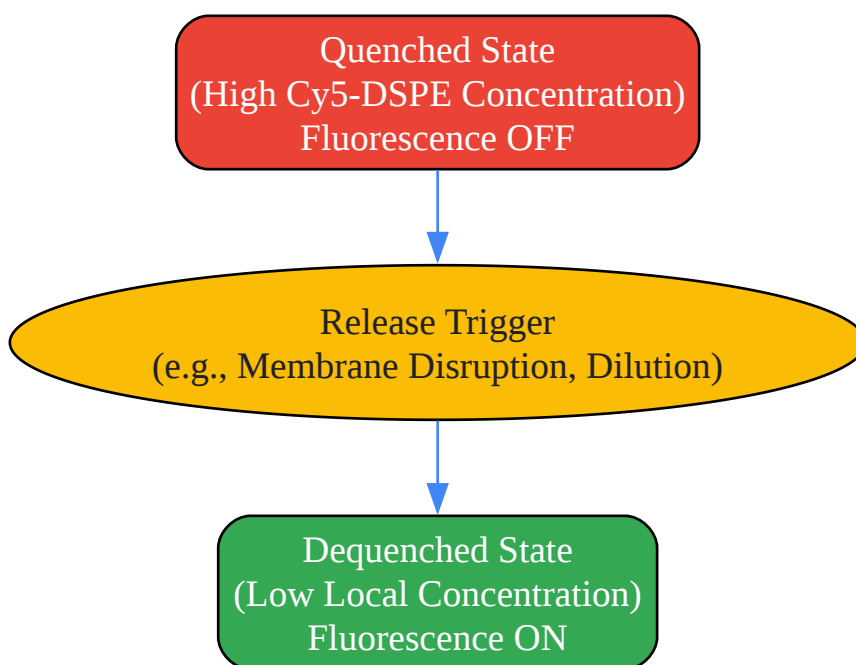 Quenched State
(High Cy5-DSPE Concentration)
Fluorescence OFF
Release Trigger
(e.g., Membrane Disruption, Dilution)
Dequenched State
(Low Local Concentration)
Fluorescence ON